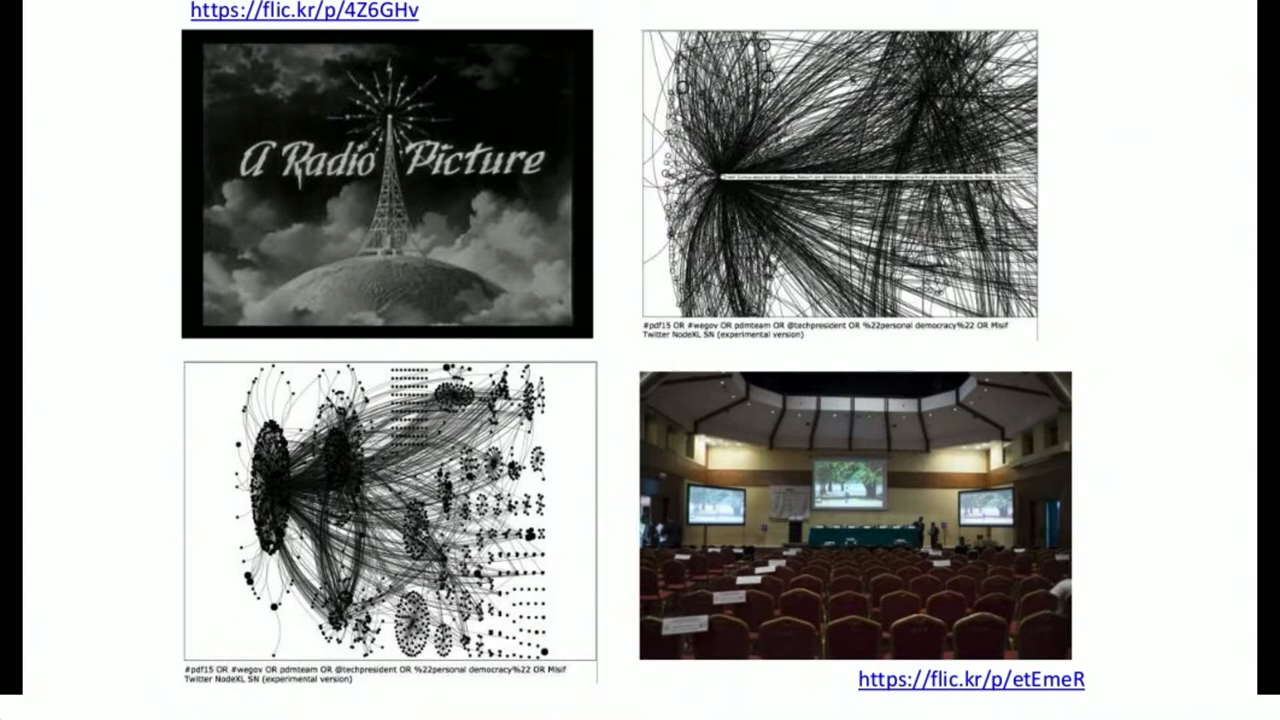 https://flic.kr/p/4Z6GHv
A Radio Picture
#pdf15 OR #wegov OR pdmteam OR @techpresident OR %22personal democracy%22 OR Mlsif
Twitter NodeXL SN (experimental version)
#pdf15 OR #wegov OR pdmteam OR @techpresident OR %22personal democracy%22 OR Mlsif
Twitter NodeXL SN (experimental version)
https://flic.kr/p/etEmeR